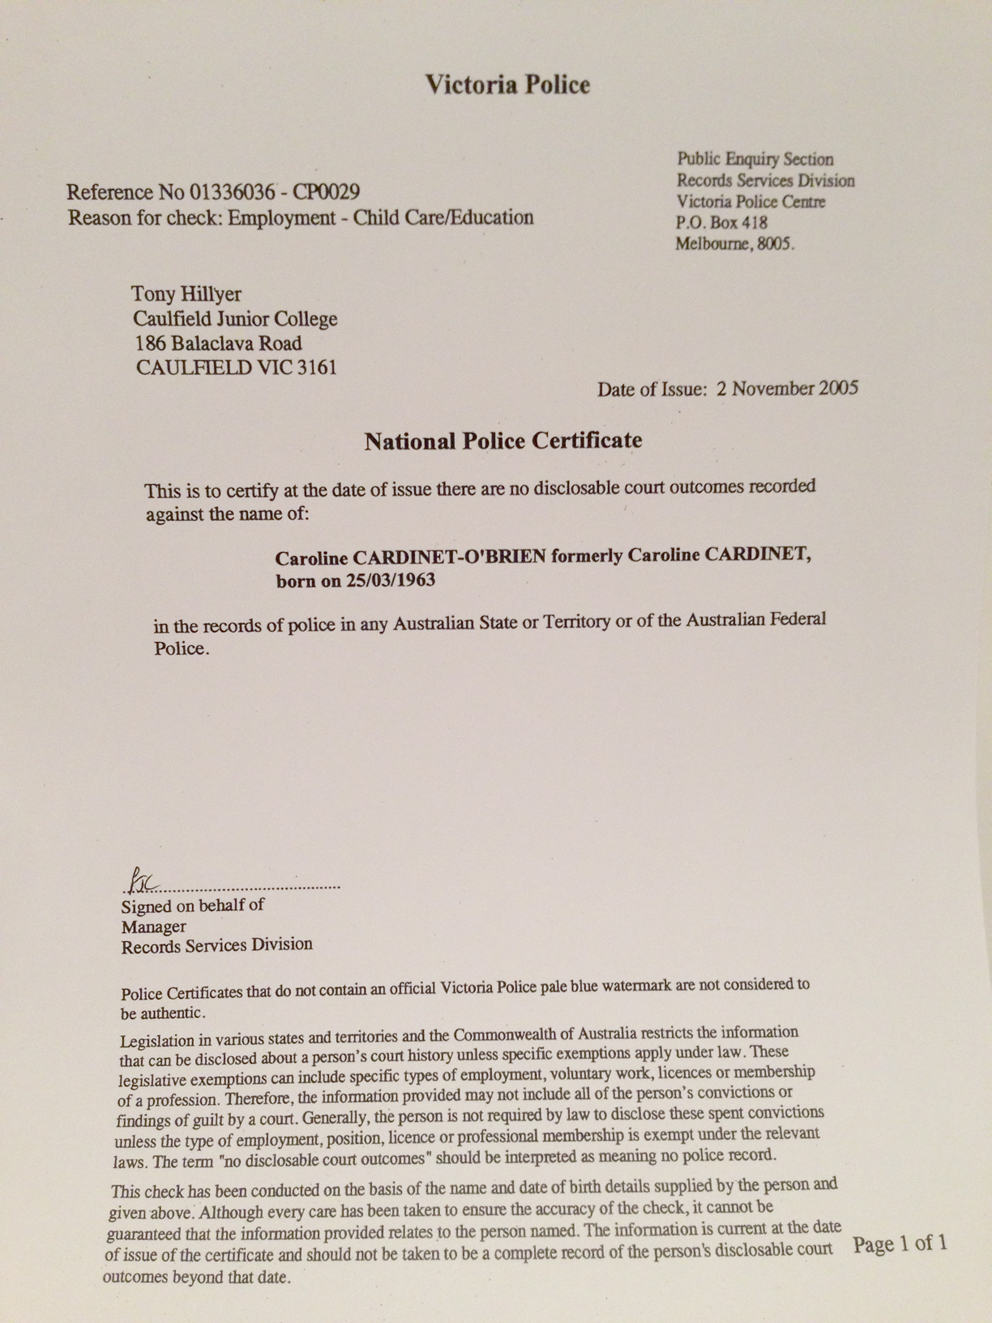 Victoria Police
Public Enquiry Section
Records Services Division
Victoria Police Centre
P.O. Box 418
Melbourne, 8005.
Reference No 01336036 - CP0029
Reason for check: Employment - Child Care/Education
Tony Hillyer
Caulfield Junior College
186 Balaclava Road
CAULFIELD VIC 3161
Date of Issue: 2 November 2005
National Police Certificate
This is to certify at the date of issue there are no disclosable court outcomes recorded
against the name of:
Caroline CARDINET-O'BRIEN formerly Caroline CARDINET,
born on 25/03/1963
in the records of police in any Australian State or Territory or of the Australian Federal
Police.
Signed on behalf of
Manager
Records Services Division
Police Certificates that do not contain an official Victoria Police pale blue watermark are not considered to
be authentic.
Legislation in various states and territories and the Commonwealth of Australia restricts the information
that can be disclosed about a person's court history unless specific exemptions apply under law. These
legislative exemptions can include specific types of employment, voluntary work, licences or membership
of a profession. Therefore, the information provided may not include all of the person's convictions or
findings of guilt by a court. Generally, the person is not required by law to disclose these spent convictions
unless the type of employment, position, licence or professional membership is exempt under the relevant
laws. The term "no disclosable court outcomes" should be interpreted as meaning no police record.
This check has been conducted on the basis of the name and date of birth details supplied by the person and
given above. Although every care has been taken to ensure the accuracy of the check, it cannot be
guaranteed that the information provided relates to the person named. The information is current at the date
of issue of the certificate and should not be taken to be a complete record of the person's disclosable court
outcomes beyond that date.
Page 1 of 1